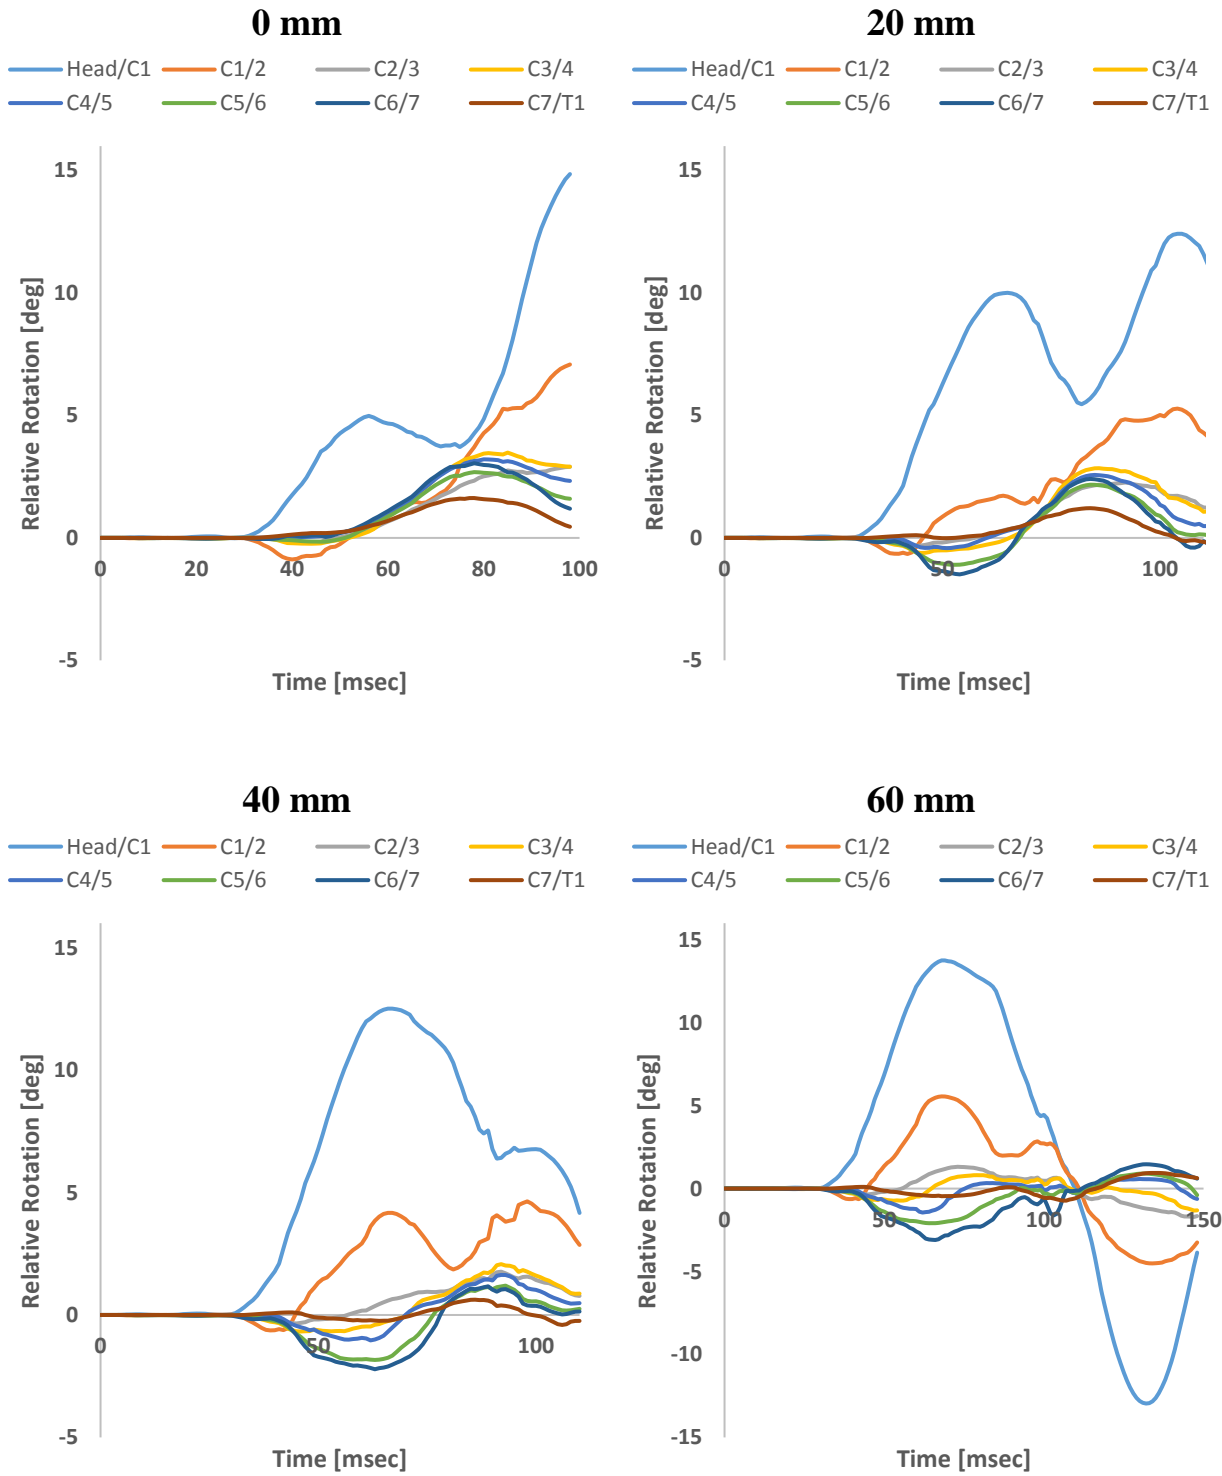 0 mm
Head/C1 C1/2 C2/3 C3/4
C4/5 C5/6 C6/7 C7/T1
15
10
5
0
-5
0 20 40 60 80 100
Relative Rotation [deg]
Time [msec]
20 mm
Head/C1 C1/2 C2/3 C3/4
C4/5 C5/6 C6/7 C7/T1
15
10
5
0
-5
0 50 100
Relative Rotation [deg]
Time [msec]
40 mm
Head/C1 C1/2 C2/3 C3/4
C4/5 C5/6 C6/7 C7/T1
15
10
5
0
-5
0 50 100
Relative Rotation [deg]
Time [msec]
60 mm
Head/C1 C1/2 C2/3 C3/4
C4/5 C5/6 C6/7 C7/T1
15
10
5
0
-5
-10
-15
0 50 100 150
Relative Rotation [deg]
Time [msec]